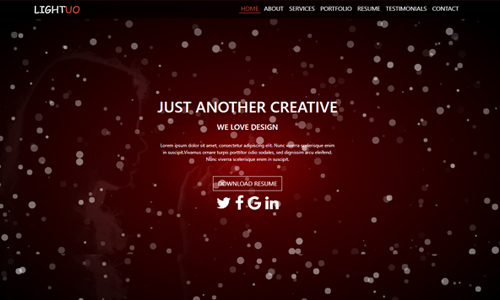 LIGHTUO
HOME ABOUT SERVICES PORTFOLIO RESUME TESTIMONIALS CONTACT
JUST ANOTHER CREATIVE
WE LOVE DESIGN
Lorem ipsum dolor sit amet, consectetur adipiscing elit. Nunc viverra scelerisque enim
in suscipit.Vivamus ornare turpis porttitor odio sodales, sed dignissim arcu eleifend.
Nunc viverra scelerisque enim in suscipit.
DOWNLOAD RESUME